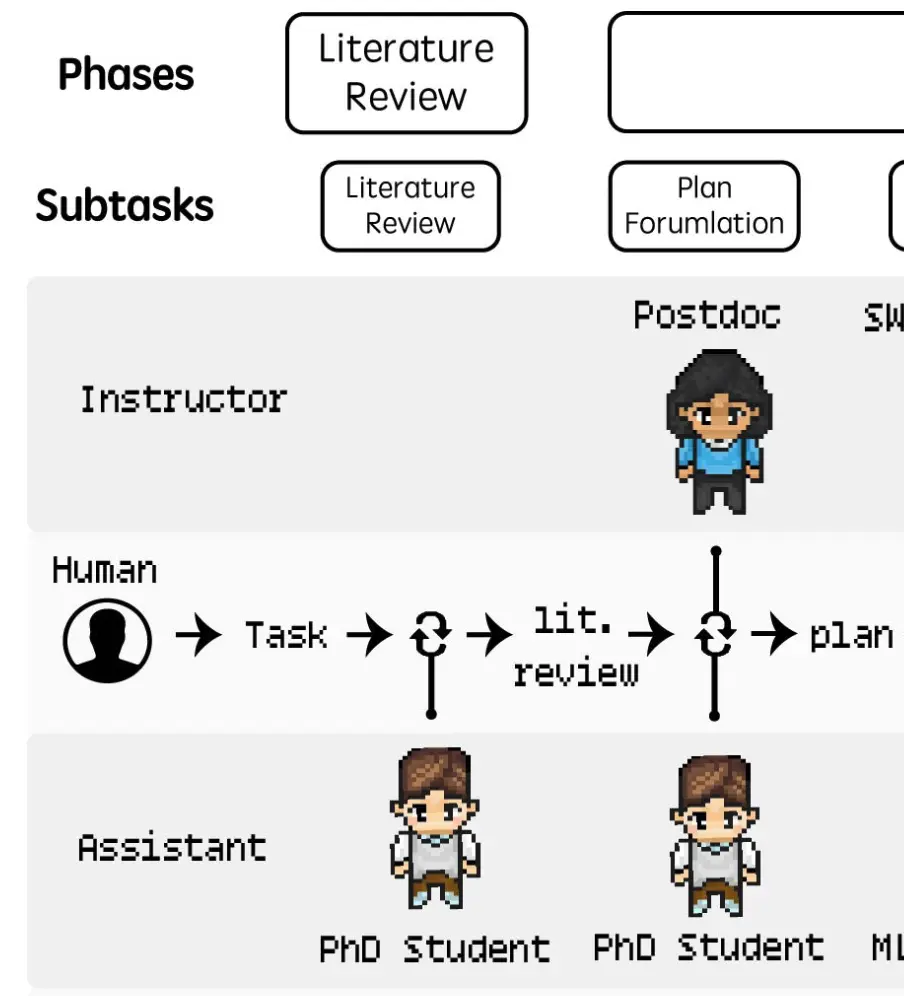 Phases
Literature
Review
Subtasks
Literature
Review
Plan
Forumlation
Postdoc
SW
Instructor
Human
Task
lit.
review
plan
Assistant
PhD Student
PhD Student
ML